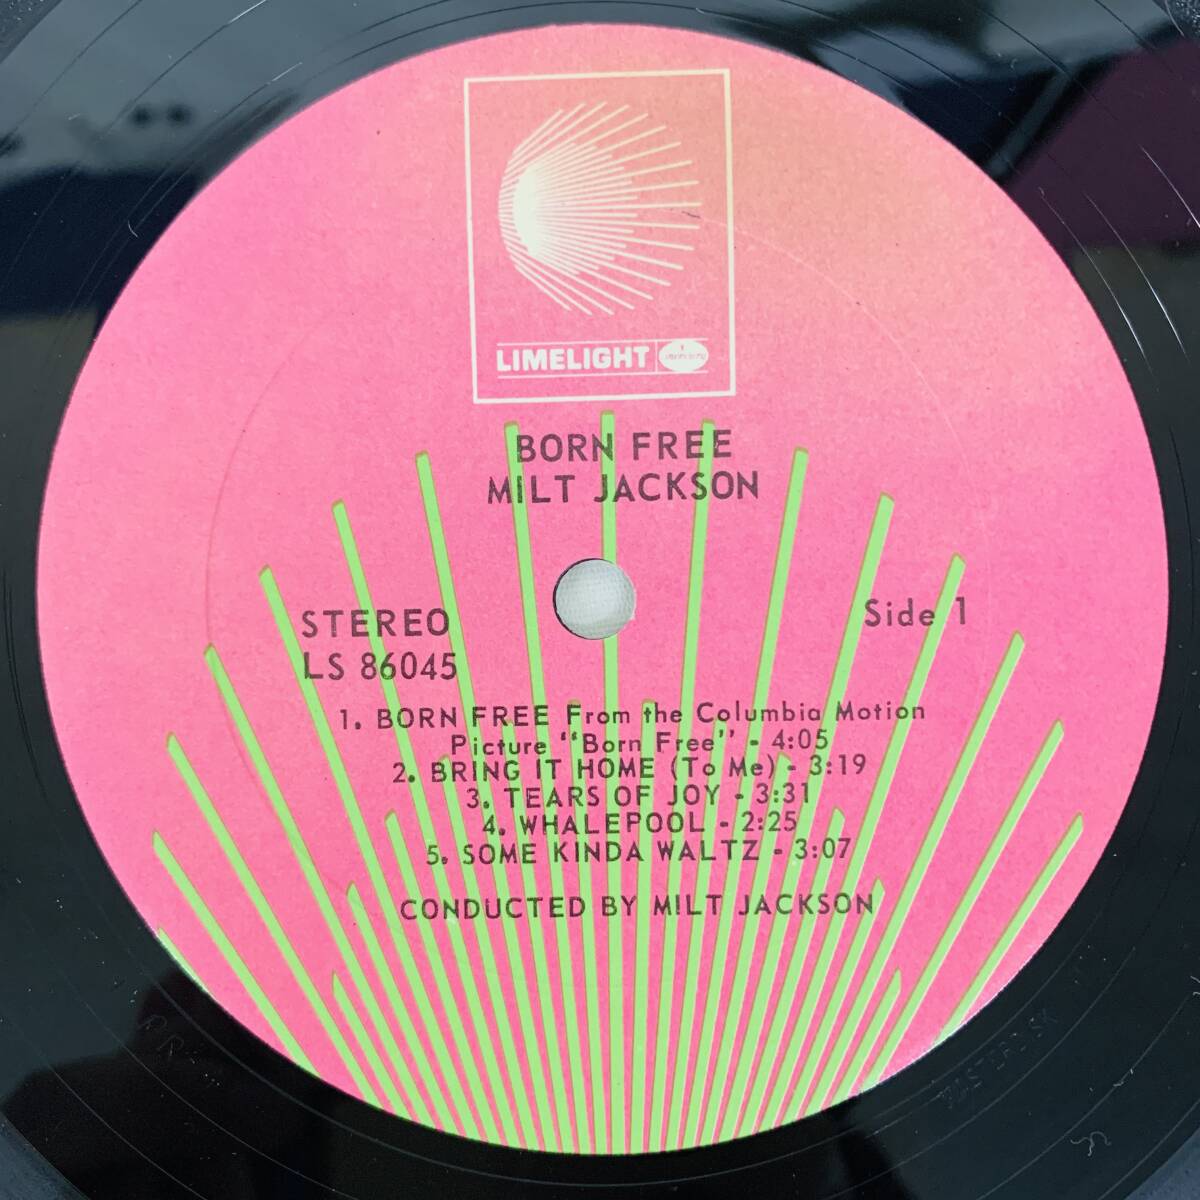 LIMELIGHT
BORN FREE
MILT JACKSON
STEREO
LS 86045
Side 1
1. BORN FREE From the Columbia Motion
Picture "Born Free" - 4:05
2. BRING IT HOME (To Me) - 3:19
3. TEARS OF JOY - 3:31
4. WHALEPOOL - 2:25
5. SOME KINDA WALTZ - 3:07
CONDUCTED BY MILT JACKSON